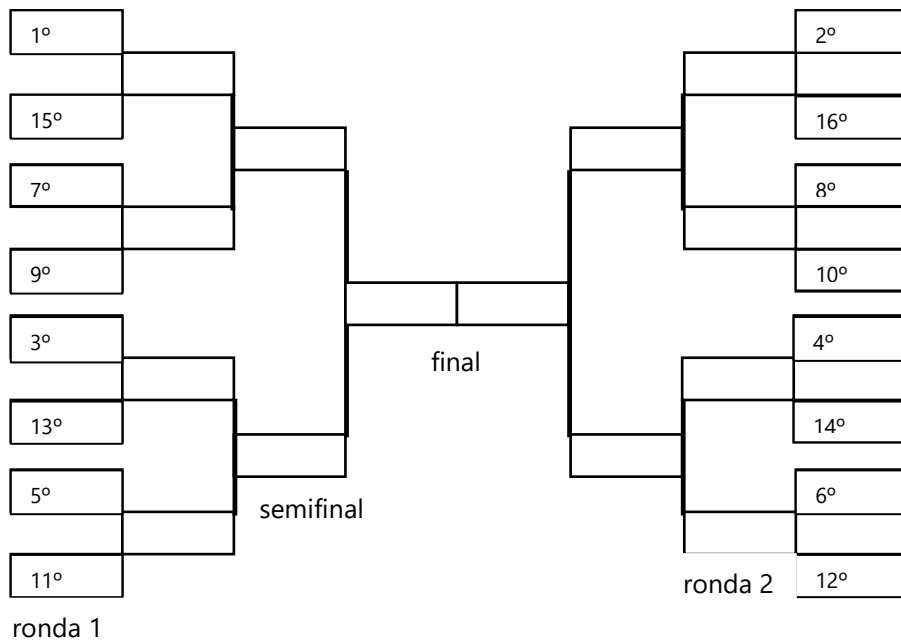 1º
2º
15º
16º
7º
8º
9º
10º
3º
4º
final
13º
14º
5º
6º
semifinal
11º
12º
ronda 2
ronda 1